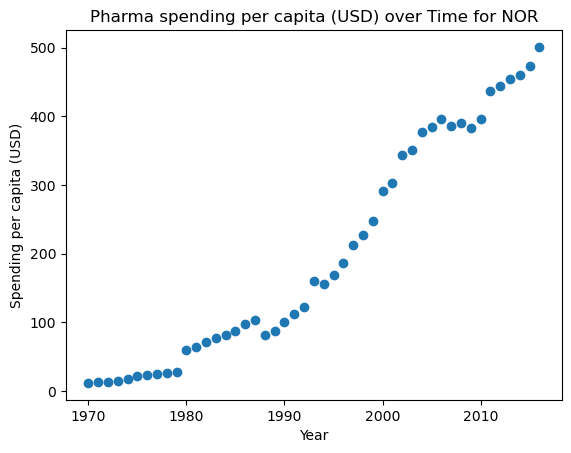 Pharma spending per capita (USD) over Time for NOR
Spending per capita (USD)
500
400
300
200
100
0
1970 1980 1990 2000 2010
Year